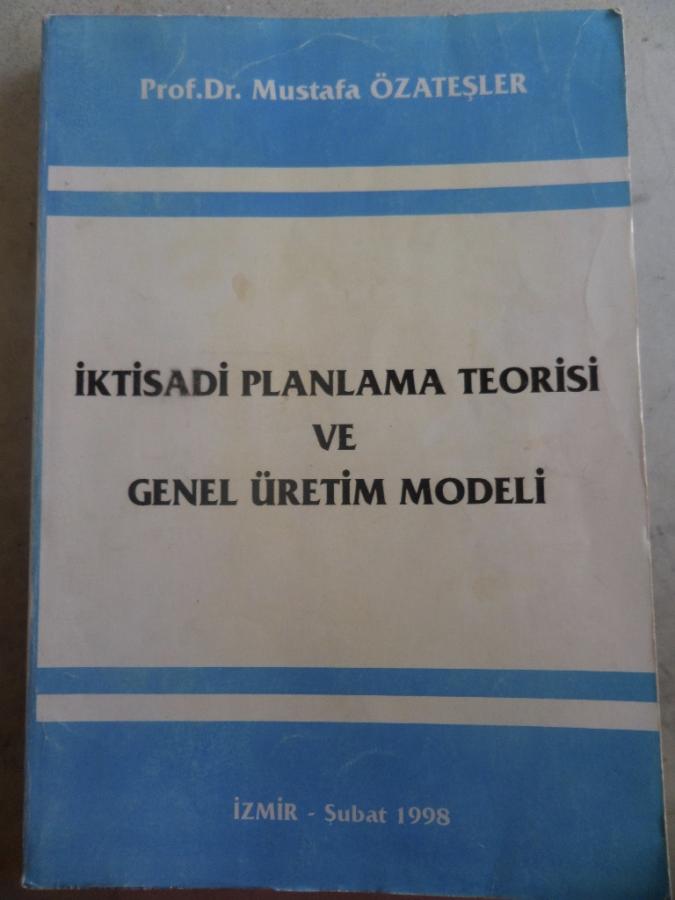 Prof.Dr. Mustafa ÖZATEŞLER
İKTİSADİ PLANLAMA TEORİSİ
VE
GENEL ÜRETİM MODELİ
İZMİR - Şubat 1998